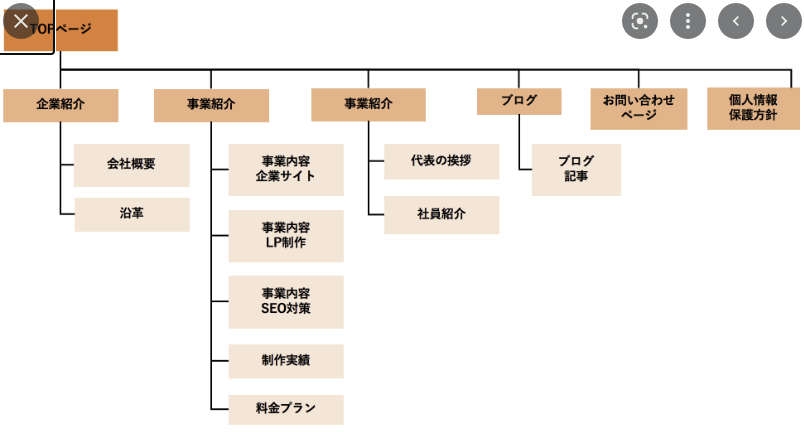 TOPページ
企業紹介
事業紹介
事業紹介
ブログ
お問い合わせ
ページ
個人情報
保護方針
会社概要
沿革
事業内容
企業サイト
事業内容
LP制作
事業内容
SEO対策
制作実績
料金プラン
代表の挨拶
社員紹介
ブログ
記事